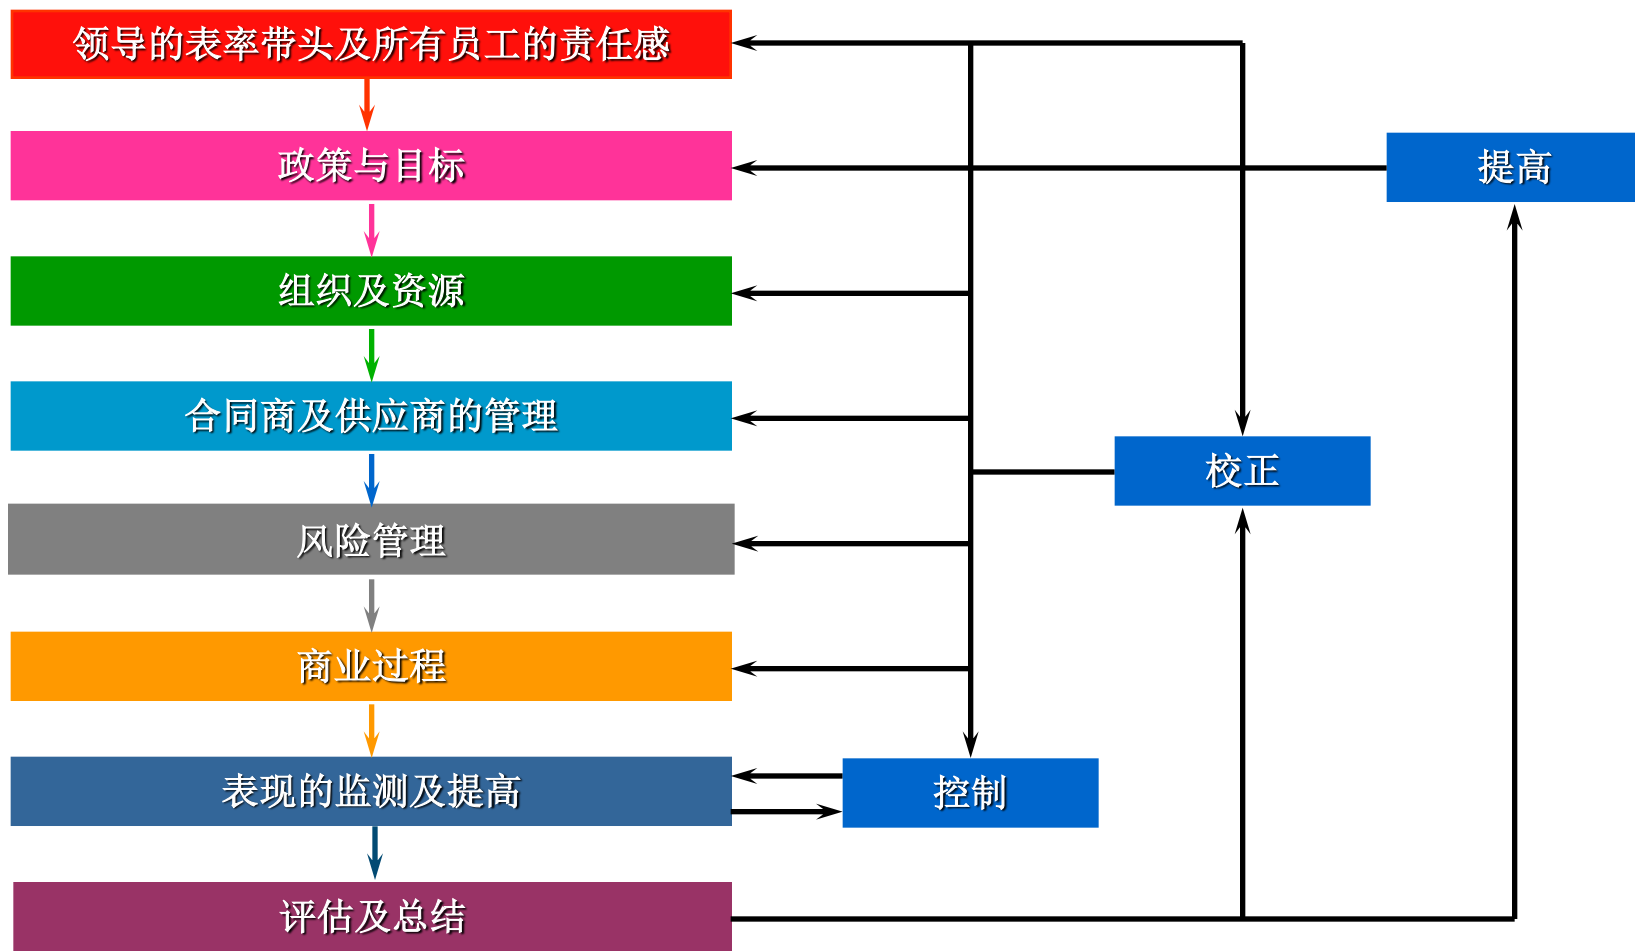 领导的表率带头及所有员工的责任感
政策与目标
提高
组织及资源
合同商及供应商的管理
校正
风险管理
商业过程
表现的监测及提高
控制
评估及总结